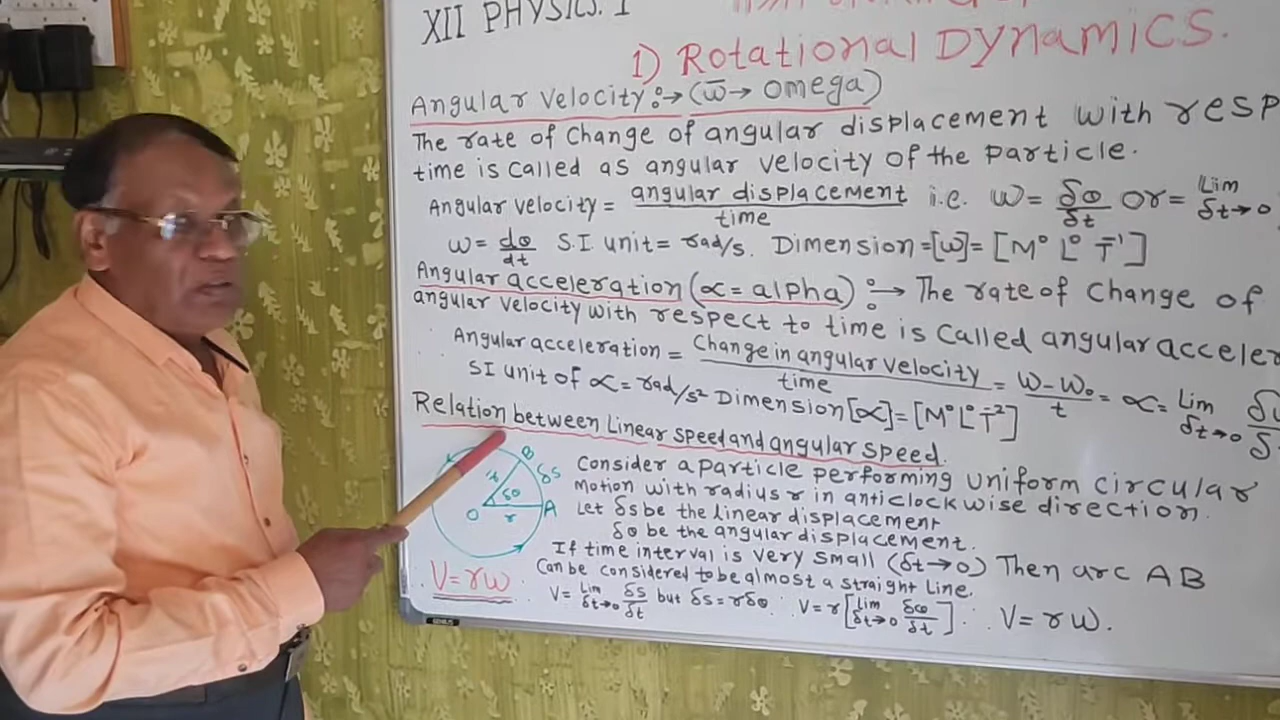 XII PHYSICS. I
1) Rotational Dynamics.
Angular Velocity :→ (ω̅ → omega)
The rate of change of angular displacement with resp
time is called as angular velocity of the particle.
Angular velocity = angular displacement / time i.e. ω = δθ/δt or = Lim δt→0
ω = dθ/dt S.I. unit = rad/s. Dimension = [ω] = [M° L° T⁻¹]
Angular acceleration (α = alpha) :→ The rate of change of
angular velocity with respect to time is called angular acceler
Angular acceleration = Change in angular velocity / time = ω - ω₀ / t = α = Lim δt→0
SI unit of α = rad/s² Dimension [α] = [M° L° T⁻²]
Relation between Linear speed and angular speed.
B
δs
r
δθ
O
r
A
Consider a particle performing uniform circular
motion with radius r in anticlock wise direction.
Let δs be the linear displacement
δθ be the angular displacement.
If time interval is very small (δt→0) Then arc AB
can be considered to be almost a straight line.
V = rω
V = Lim δt→0 δs/δt but δs = rδθ ∴ V = r [Lim δt→0 δθ/δt] ∴ V = rω.